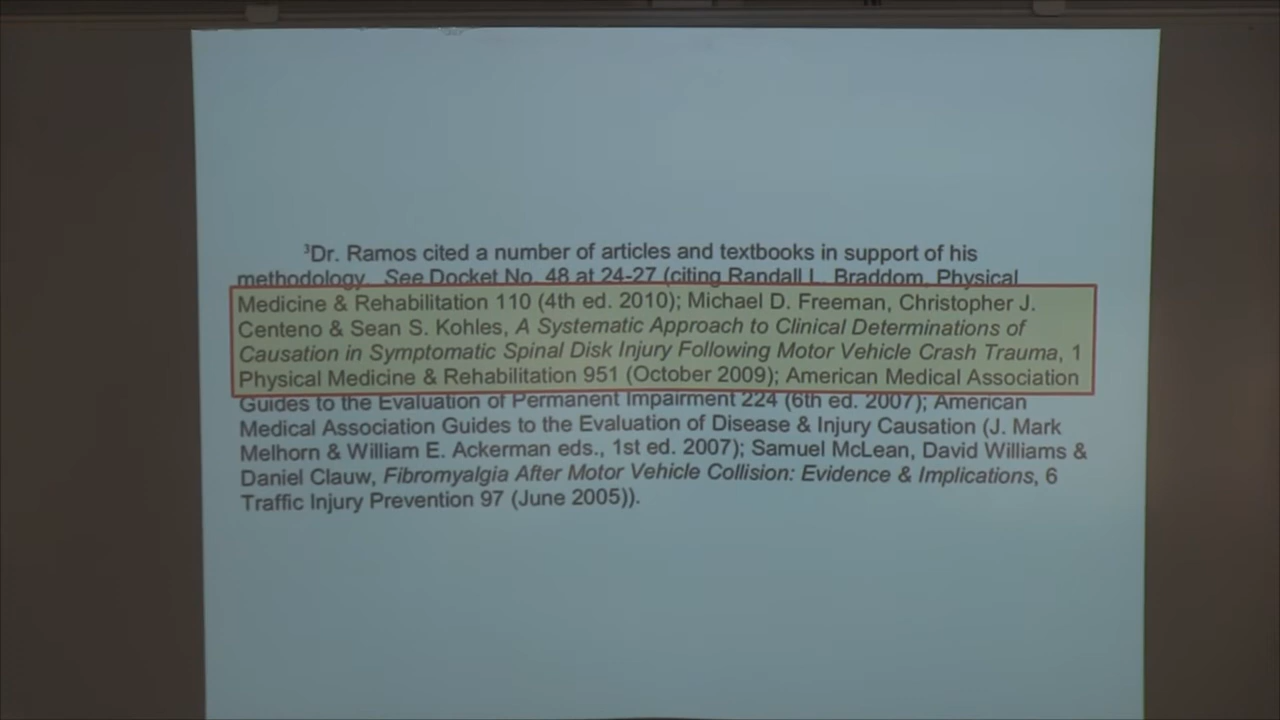 ³Dr. Ramos cited a number of articles and textbooks in support of his
methodology. See Docket No. 48 at 24-27 (citing Randall L. Braddom, Physical
Medicine & Rehabilitation 110 (4th ed. 2010); Michael D. Freeman, Christopher J.
Centeno & Sean S. Kohles, A Systematic Approach to Clinical Determinations of
Causation in Symptomatic Spinal Disk Injury Following Motor Vehicle Crash Trauma, 1
Physical Medicine & Rehabilitation 951 (October 2009); American Medical Association
Guides to the Evaluation of Permanent Impairment 224 (6th ed. 2007); American
Medical Association Guides to the Evaluation of Disease & Injury Causation (J. Mark
Melhorn & William E. Ackerman eds., 1st ed. 2007); Samuel McLean, David Williams &
Daniel Clauw, Fibromyalgia After Motor Vehicle Collision: Evidence & Implications, 6
Traffic Injury Prevention 97 (June 2005)).